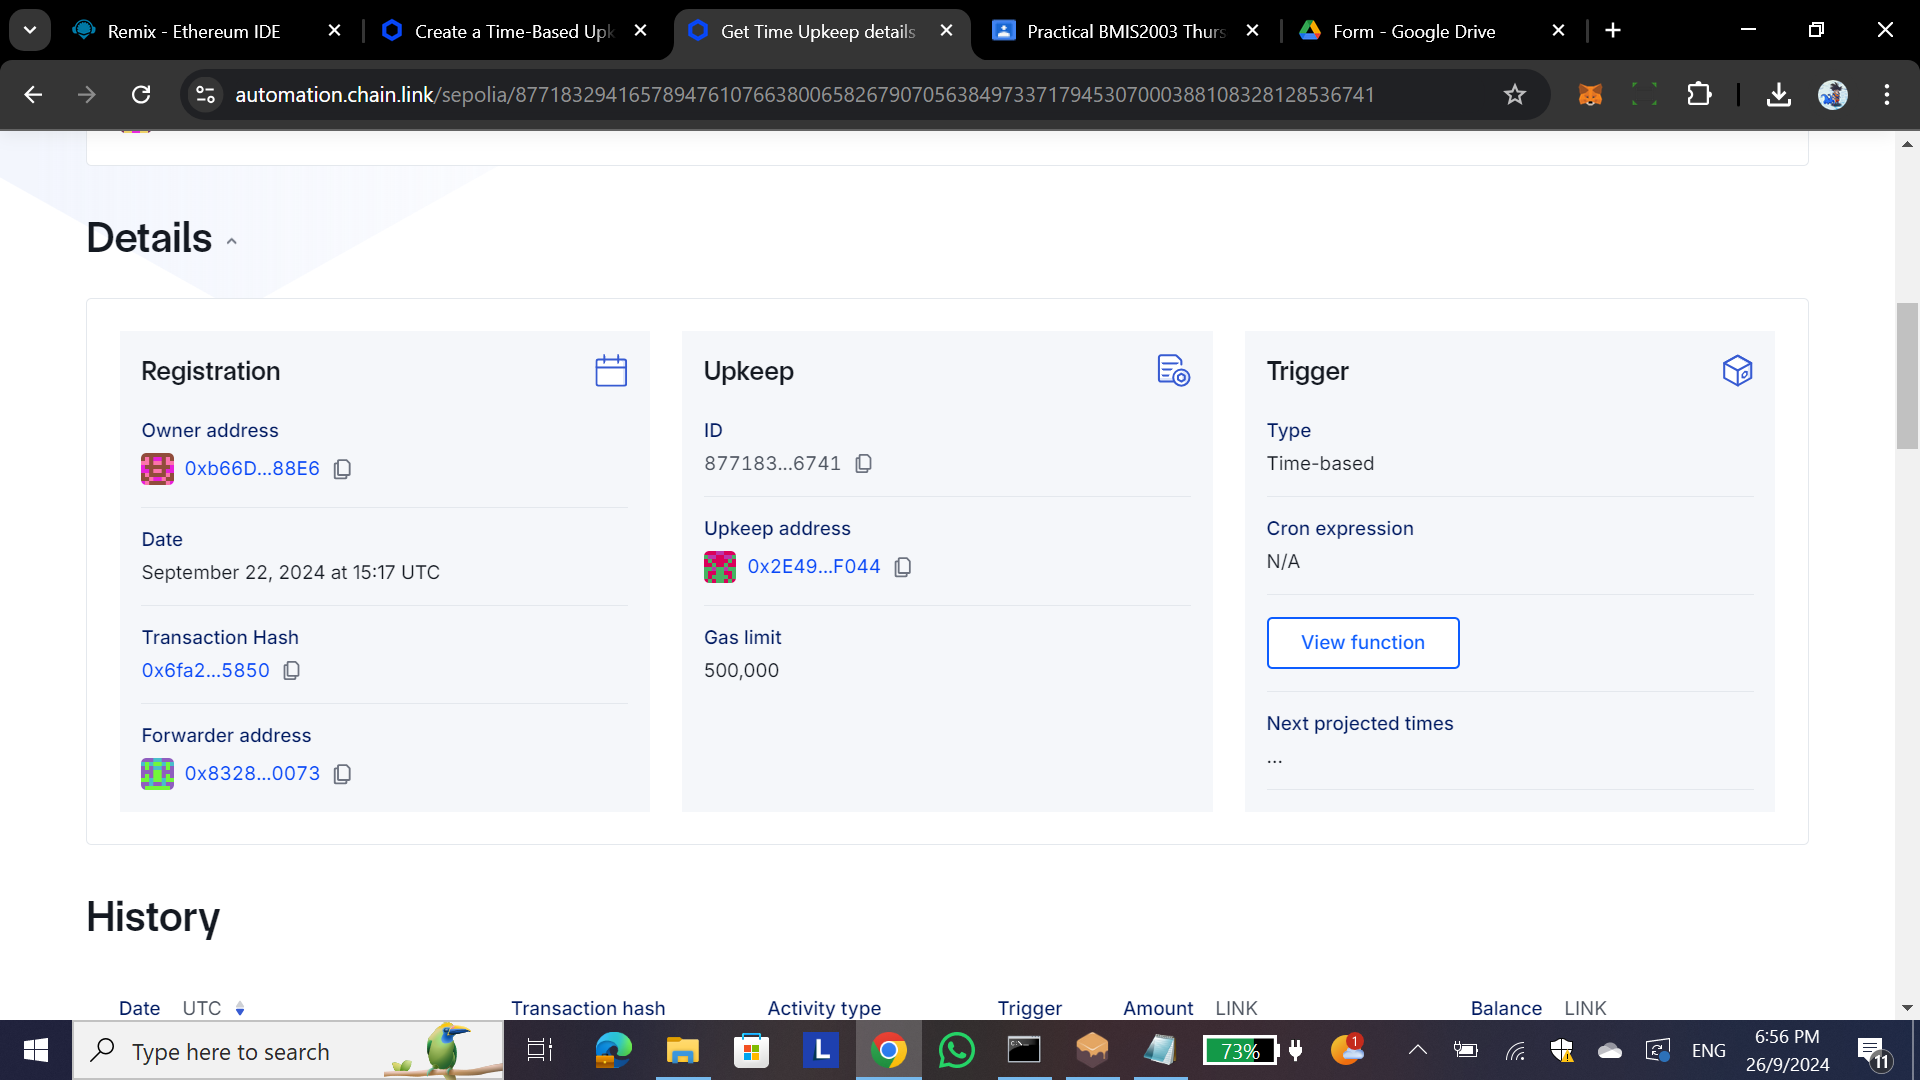 Remix - Ethereum IDE
Create a Time-Based Upk
Get Time Upkeep details
Practical BMIS2003 Thurs
Form - Google Drive
automation.chain.link/sepolia/87718329416578947610766380065826790705638497337179453070003881083281285367​41
Details
Registration
Owner address
0xb66D...88E6
Date
September 22, 2024 at 15:17 UTC
Transaction Hash
0x6fa2...5850
Forwarder address
0x8328...0073
Upkeep
ID
877183...6741
Upkeep address
0x2E49...F044
Gas limit
500,000
Trigger
Type
Time-based
Cron expression
N/A
View function
Next projected times
...
History
Date UTC
Transaction hash
Activity type
Trigger
Amount LINK
Balance LINK
Type here to search
L
73%
1
ENG
6:56 PM
26/9/2024
11